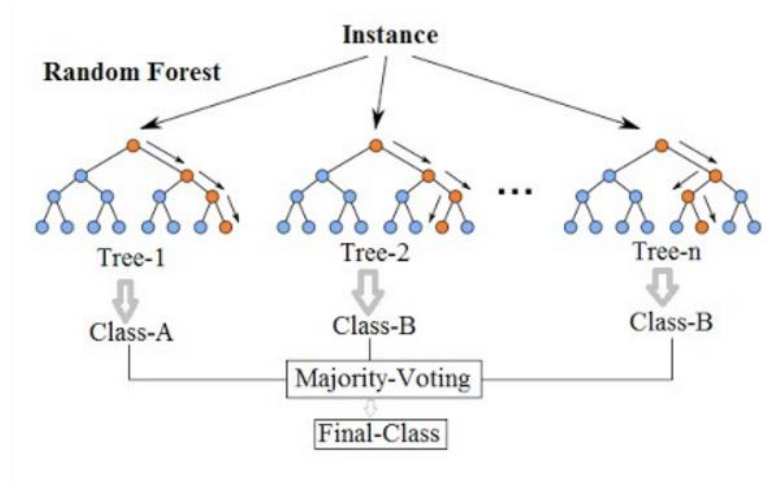 Instance
Random Forest
...
Tree-1
Tree-2
Tree-n
Class-A
Class-B
Class-B
Majority-Voting
Final-Class